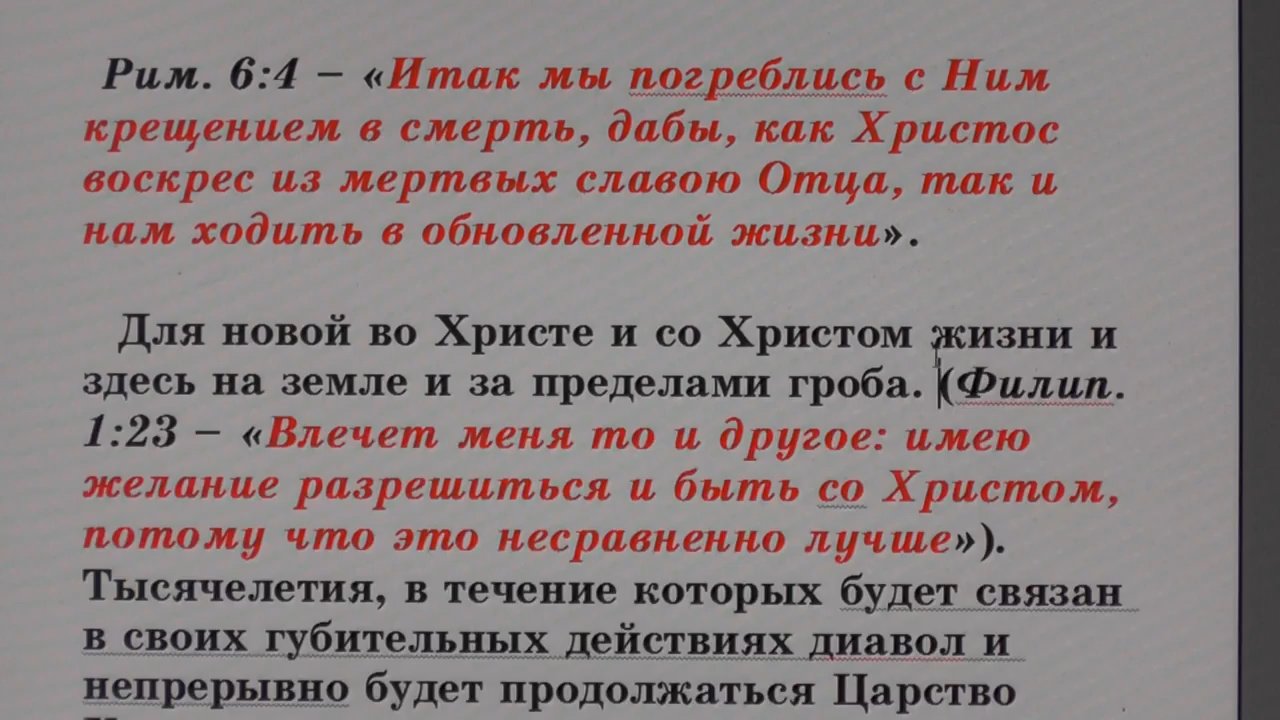 Рим. 6:4 – «Итак мы погреблись с Ним
крещением в смерть, дабы, как Христос
воскрес из мертвых славою Отца, так и
нам ходить в обновленной жизни».
Для новой во Христе и со Христом жизни и
здесь на земле и за пределами гроба. (Филип.
1:23 – «Влечет меня то и другое: имею
желание разрешиться и быть со Христом,
потому что это несравненно лучше»).
Тысячелетия, в течение которых будет связан
в своих губительных действиях диавол и
непрерывно будет продолжаться Царство